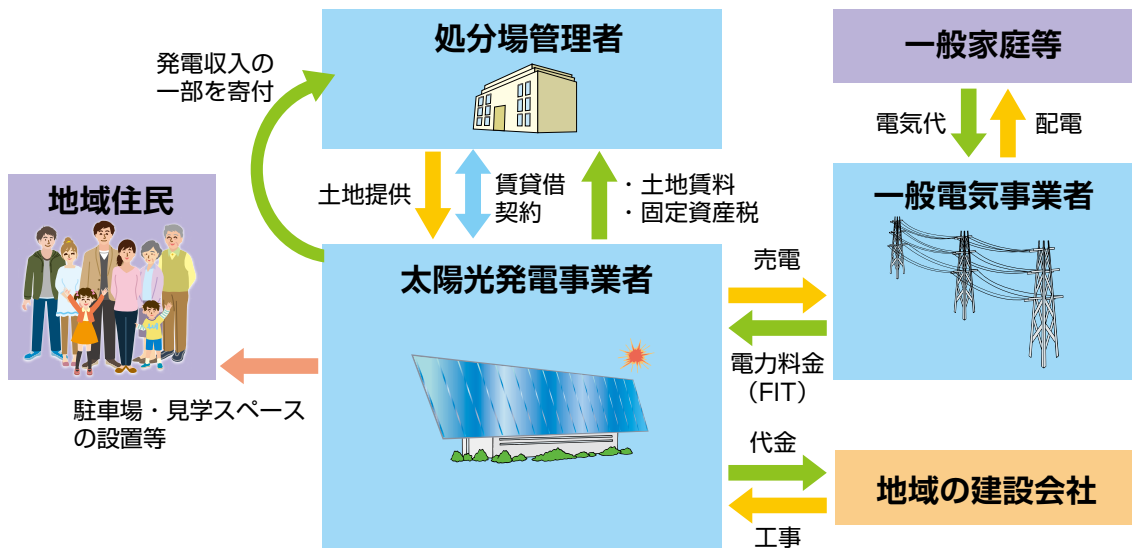 処分場管理者
一般家庭等
発電収入の
一部を寄付
電気代
配電
地域住民
土地提供
賃貸借
契約
・土地賃料
・固定資産税
一般電気事業者
太陽光発電事業者
売電
電力料金
（FIT）
駐車場・見学スペース
の設置等
代金
地域の建設会社
工事